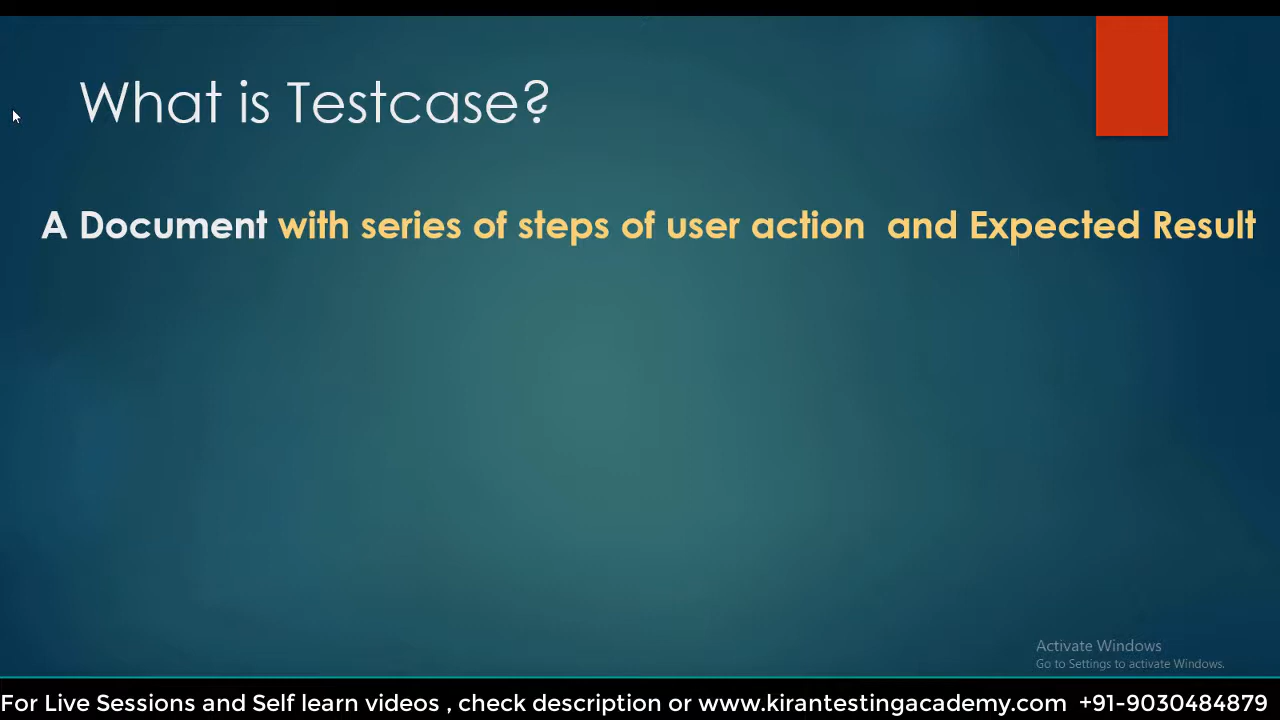 What is Testcase?
A Document with series of steps of user action  and Expected Result
Activate Windows
Go to Settings to activate Windows.
For Live Sessions and Self learn videos , check description or www.kirantestingacademy.com  +91-9030484879